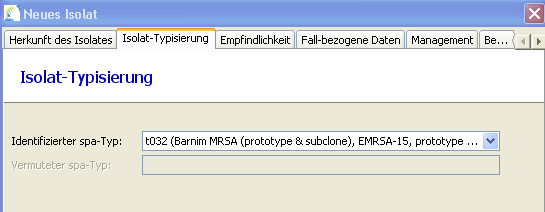 Neues Isolat
Herkunft des Isolates Isolat-Typisierung Empfindlichkeit Fall-bezogene Daten Management Be...
Isolat-Typisierung
Identifizierter spa-Typ: t032 (Barnim MRSA (prototype & subclone), EMRSA-15, prototype ...
Vermuteter spa-Typ: